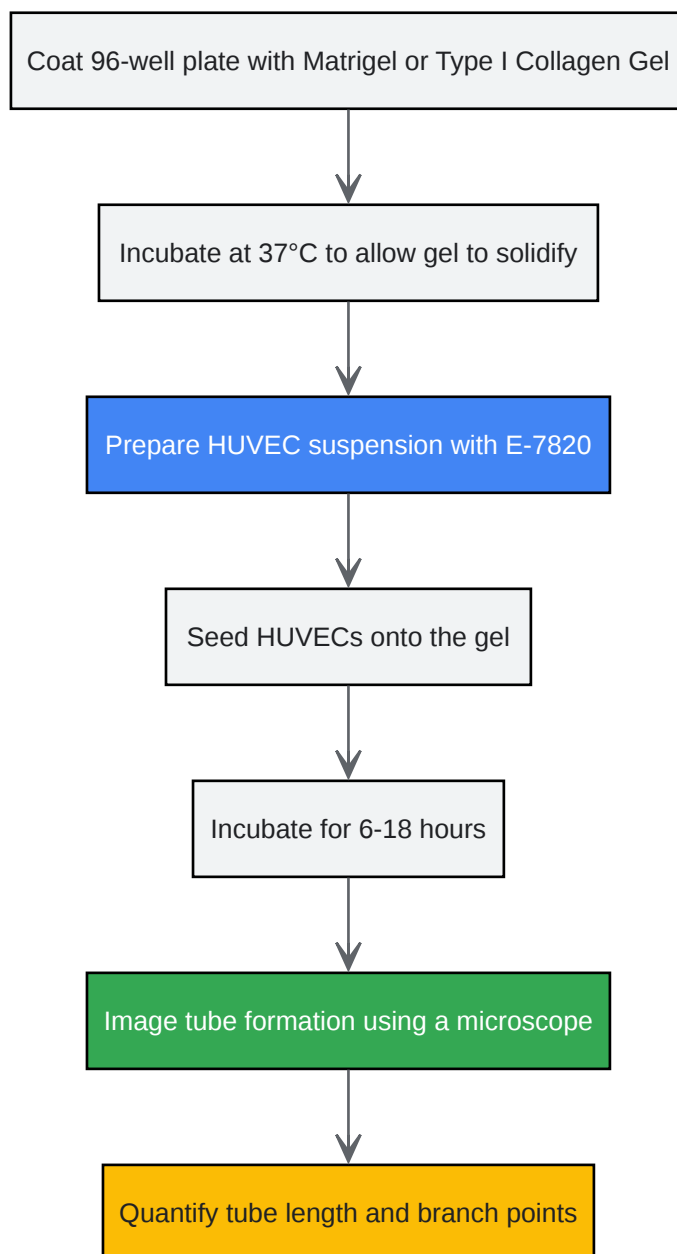 Coat 96-well plate with Matrigel or Type I Collagen Gel
Incubate at 37°C to allow gel to solidify
Prepare HUVEC suspension with E-7820
Seed HUVECs onto the gel
Incubate for 6-18 hours
Image tube formation using a microscope
Quantify tube length and branch points